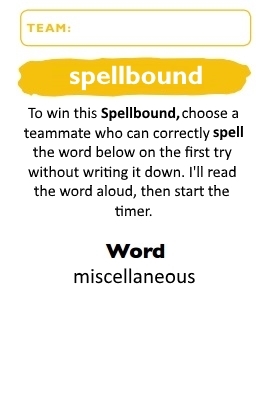 TEAM:
spellbound
To win this Spellbound, choose a
teammate who can correctly spell
the word below on the first try
without writing it down. I'll read
the word aloud, then start the
timer.
Word
miscellaneous